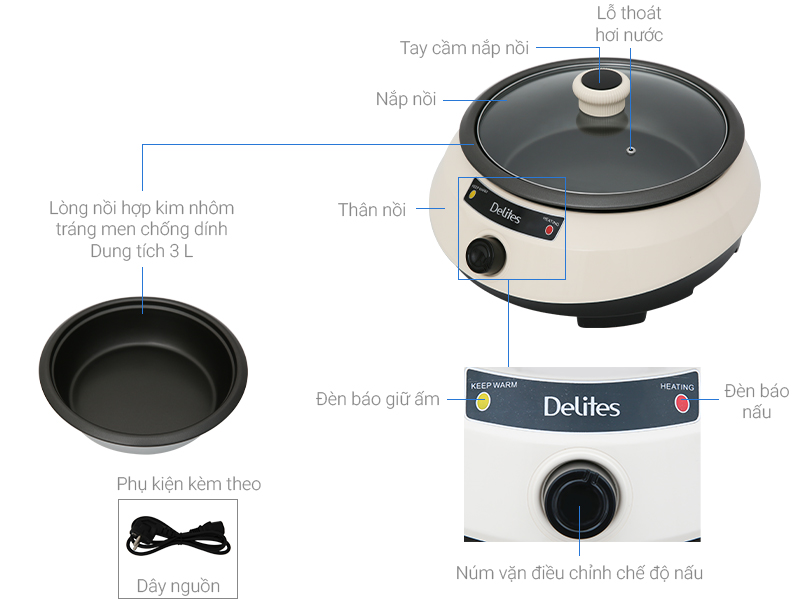 Lỗ thoát
hơi nước
Tay cầm nắp nồi
Nắp nồi
Lòng nồi hợp kim nhôm
tráng men chống dính
Dung tích 3 L
Thân nồi
KEEP WARM
Delites
HEATING
KEEP WARM
Delites
HEATING
Đèn báo giữ ấm
Đèn báo
nấu
Phụ kiện kèm theo
Dây nguồn
Núm vặn điều chỉnh chế độ nấu